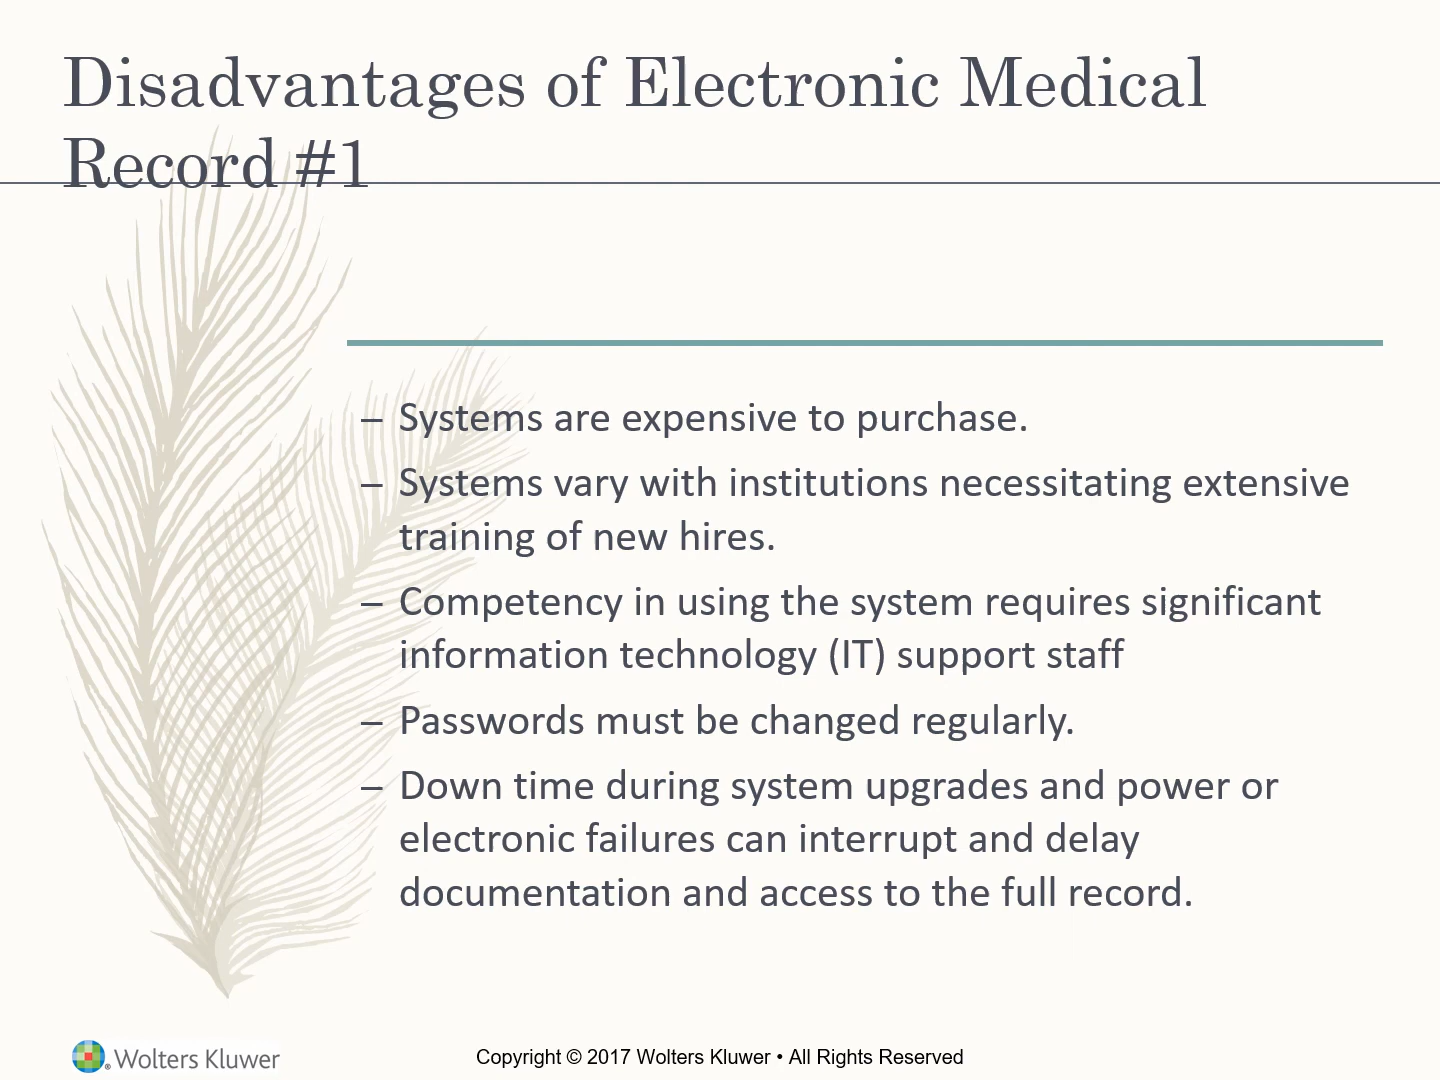 Disadvantages of Electronic Medical
Record #1
– Systems are expensive to purchase.
– Systems vary with institutions necessitating extensive
training of new hires.
– Competency in using the system requires significant
information technology (IT) support staff
– Passwords must be changed regularly.
– Down time during system upgrades and power or
electronic failures can interrupt and delay
documentation and access to the full record.
Wolters Kluwer
Copyright © 2017 Wolters Kluwer • All Rights Reserved